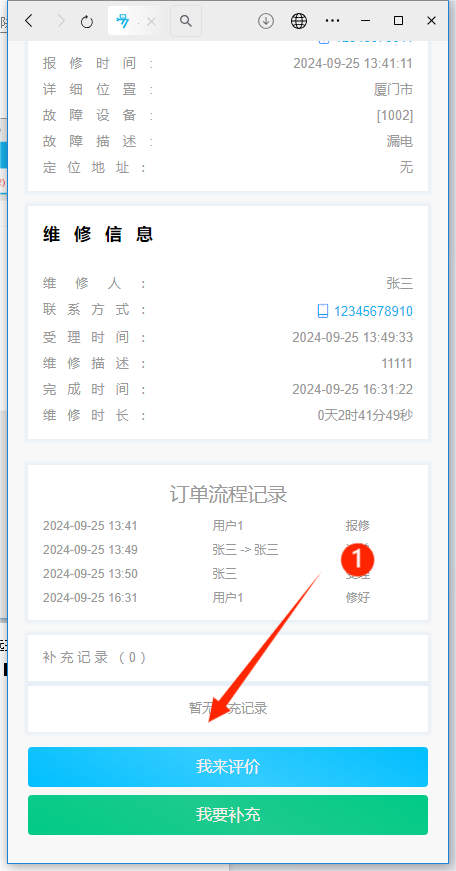 报修时间: 2024-09-25 13:41:11
详细位置: 厦门市
故障设备: [1002]
故障描述: 漏电
定位地址: 无
维修信息
维修人: 张三
联系方式: 12345678910
受理时间: 2024-09-25 13:49:33
维修描述: 11111
完成时间: 2024-09-25 16:31:22
维修时长: 0天2时41分49秒
订单流程记录
2024-09-25 13:41 用户1 报修
2024-09-25 13:49 张三 -> 张三
1
2024-09-25 13:50 张三
2024-09-25 16:31 用户1 修好
补充记录(0)
暂无 充记录
我来评价
我要补充